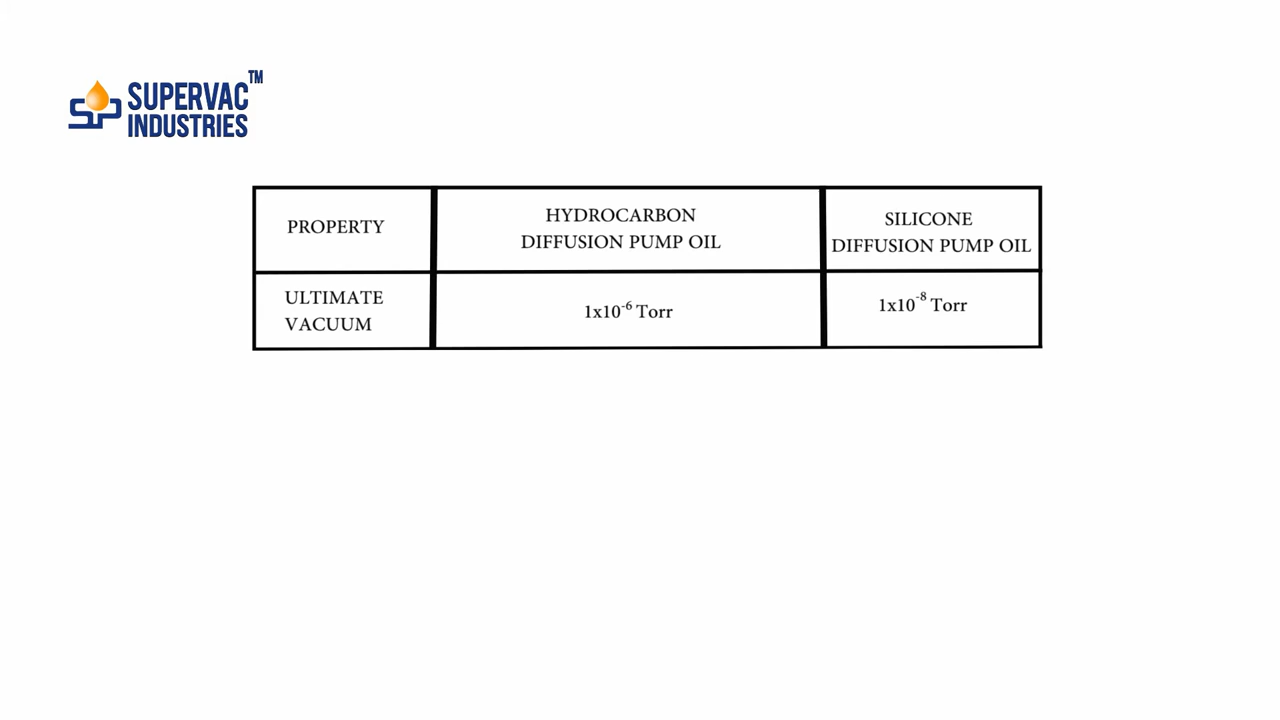 SUPERVAC™
INDUSTRIES
PROPERTY
HYDROCARBON
DIFFUSION PUMP OIL
SILICONE
DIFFUSION PUMP OIL
ULTIMATE
VACUUM
1x10⁻⁶ Torr
1x10⁻⁸ Torr